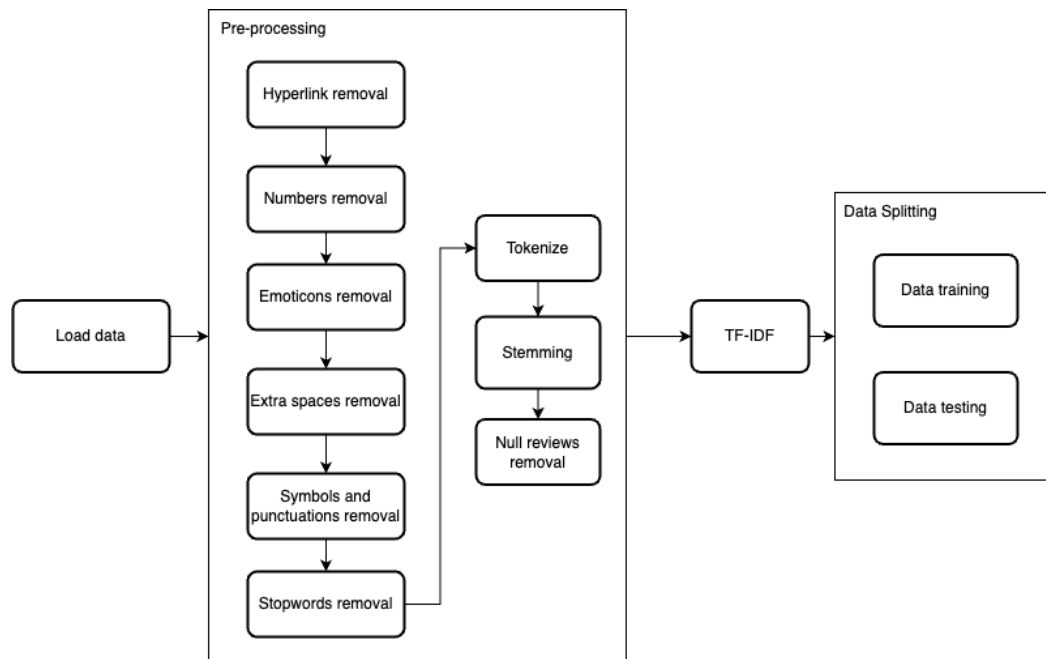 Load data
Pre-processing
Hyperlink removal
Numbers removal
Emoticons removal
Extra spaces removal
Symbols and
punctuations removal
Stopwords removal
Tokenize
Stemming
Null reviews
removal
TF-IDF
Data Splitting
Data training
Data testing